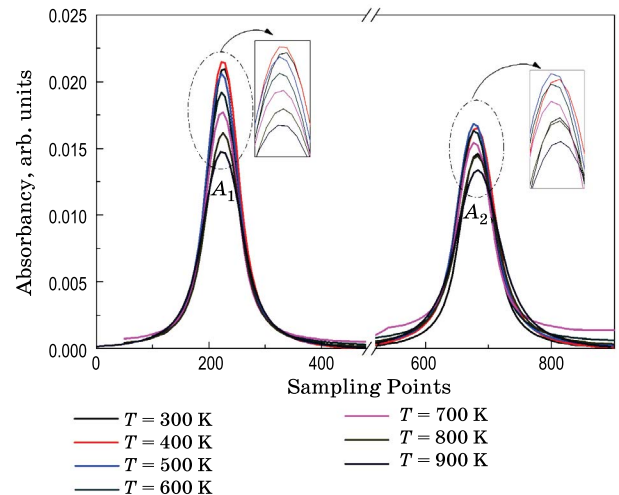 Absorbancy, arb. units
0.025
0.020
0.015
0.010
0.005
0.000
A1
A2
0 200 400 600 800
Sampling Points
T = 300 K
T = 400 K
T = 500 K
T = 600 K
T = 700 K
T = 800 K
T = 900 K